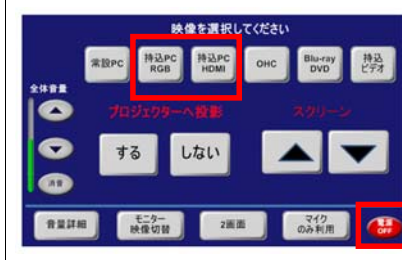 映像を選択してください
常設PC
持込PC
RGB
持込PC
HDMI
OHC
Blu-ray
DVD
持込
ビデオ
全体音量
プロジェクターへ投影
スクリーン
する
しない
消音
音量詳細
モニター
映像切替
2画面
マイク
のみ利用
電源
OFF